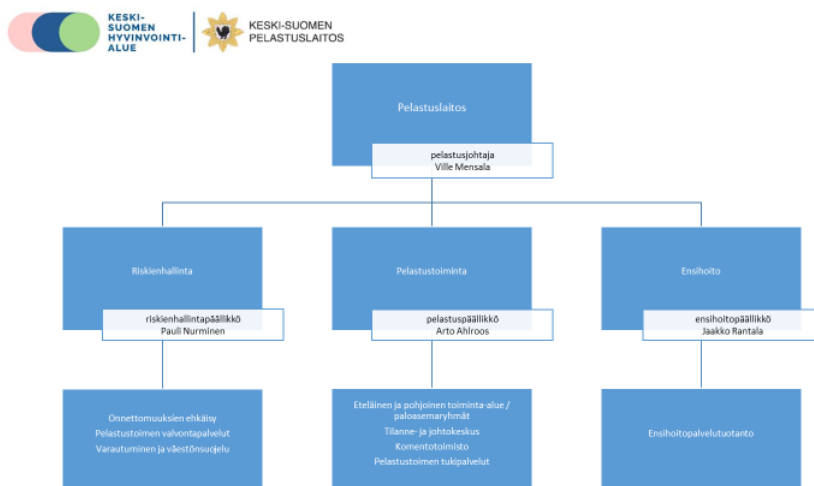 KESKI-
SUOMEN
HYVINVOINTI-
ALUE
KESKI-SUOMEN
PELASTUSLAITOS
Pelastuslaitos
pelastusjohtaja
Ville Mensala
Riskienhallinta
riskienhallintapäällikkö
Pauli Nurminen
Pelastustoiminta
pelastuspäällikkö
Arto Ahlroos
Ensihoito
ensihoitopäällikkö
Jaakko Rantala
Onnettomuuksien ehkäisy
Pelastustoimen valvontapalvelut
Varautuminen ja väestönsuojelu
Eteläinen ja pohjoinen toiminta-alue /
paloasemaryhmät
Tilanne- ja johtokeskus
Komentotoimisto
Pelastustoimen tukipalvelut
Ensihoitopalvelutuotanto